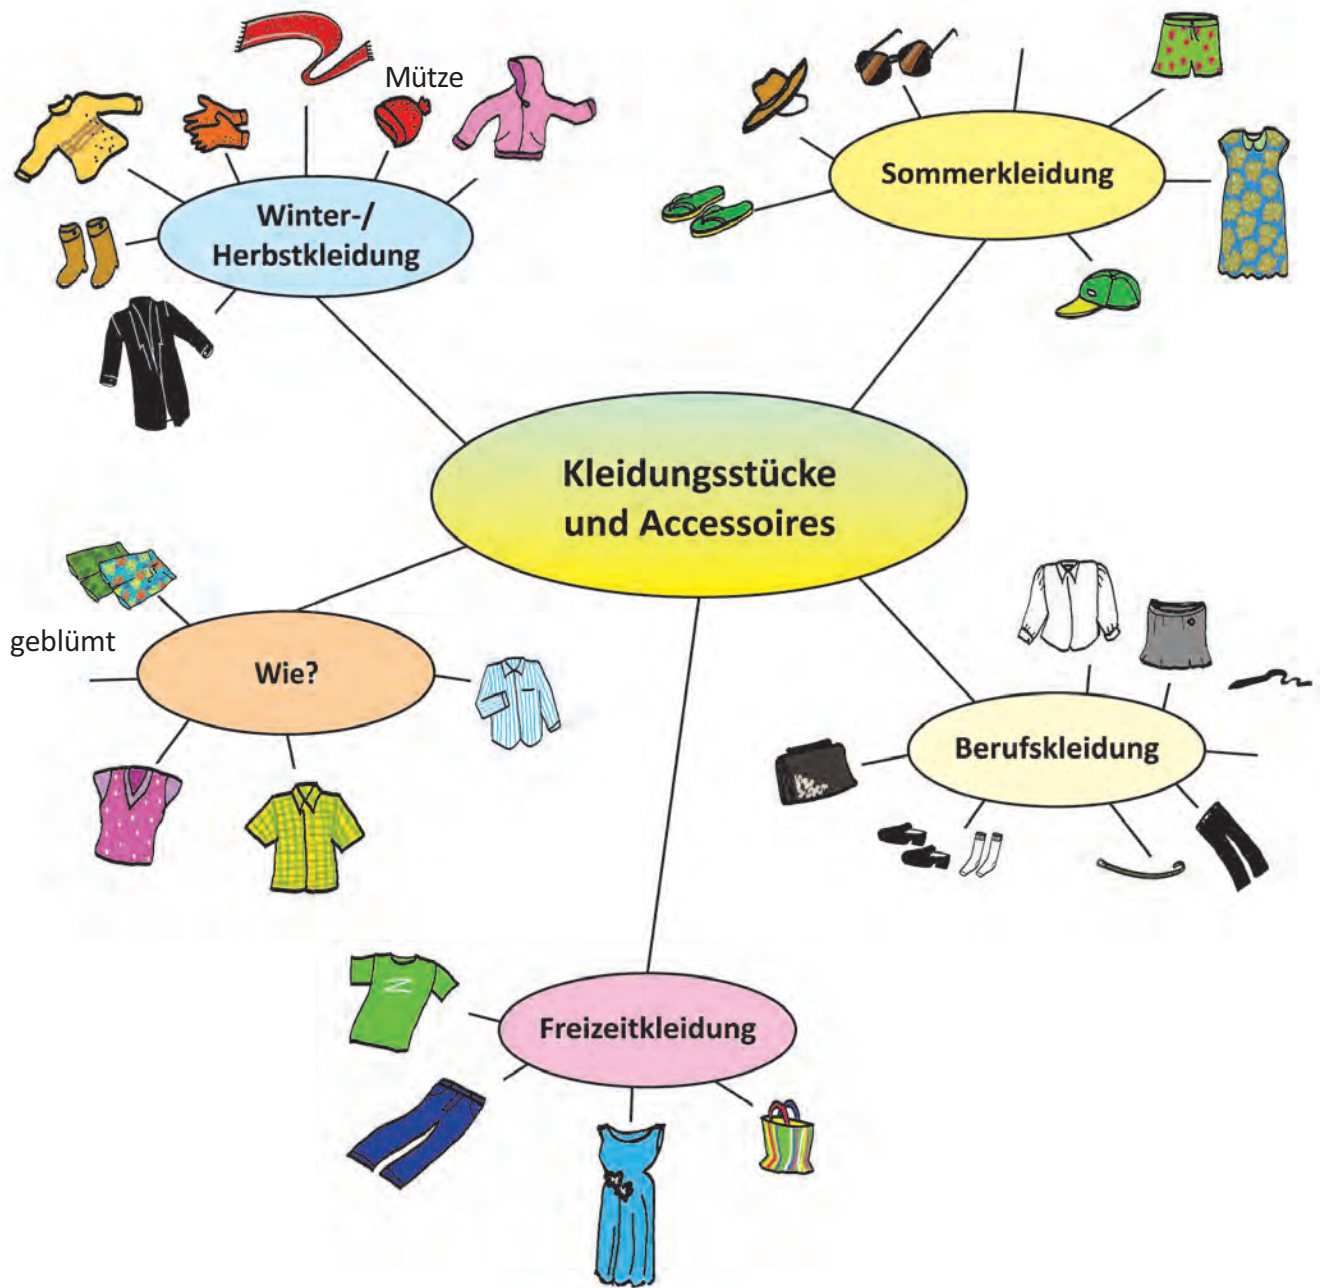 Mütze
Winter-/
Herbstkleidung
Sommerkleidung
Kleidungsstücke
und Accessoires
geblümt
Wie?
Berufskleidung
Freizeitkleidung